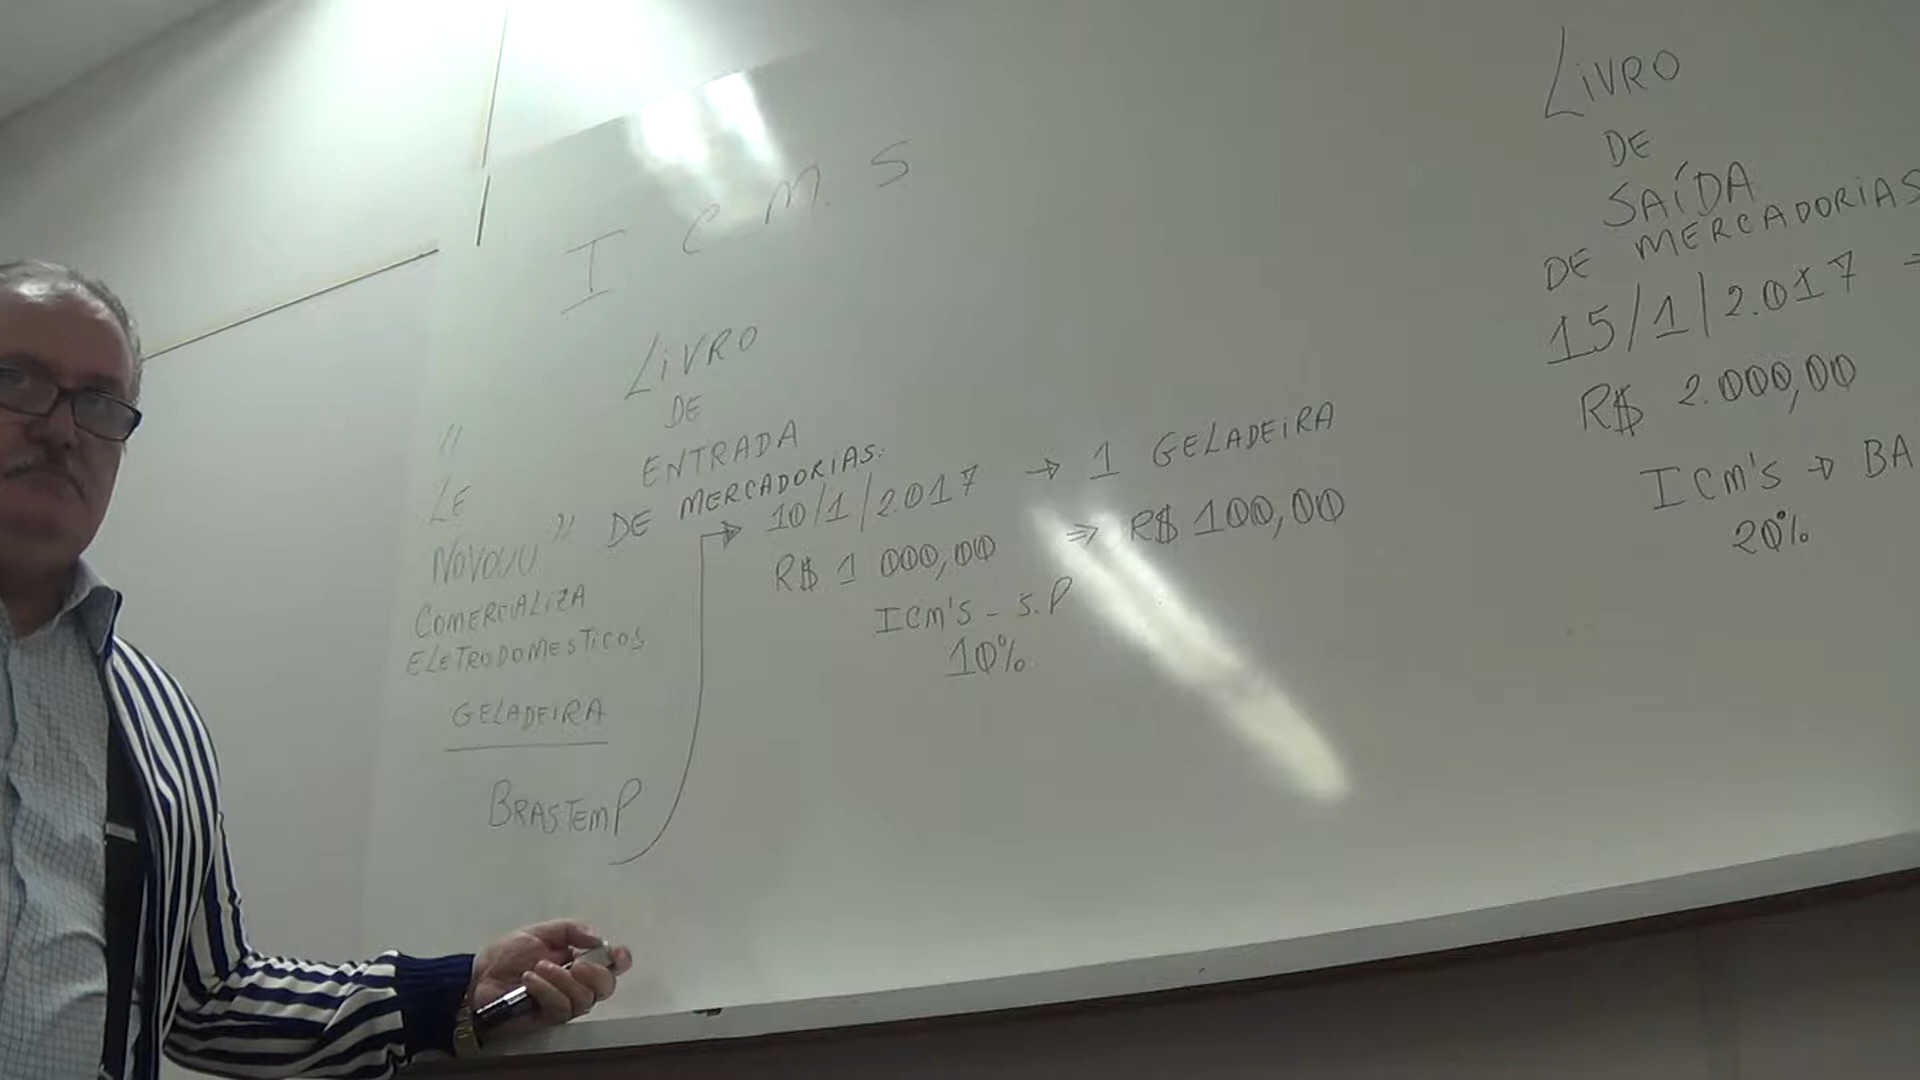 I C M. S
"
LE
NOVOUU"
COMERCIALIZA
ELETRODOMESTICOS
GELADEIRA
BRASTEMP
LIVRO
DE
ENTRADA
DE MERCADORIAS.
10/1/2.017 → 1 GELADEIRA
R$ 1 000,00 ⇒ R$ 100,00
ICM'S - S.P
10%
LIVRO
DE
SAÍDA
DE MERCADORIAS
15/1/2.017 →
R$ 2.000,00
ICM'S → BA
20%